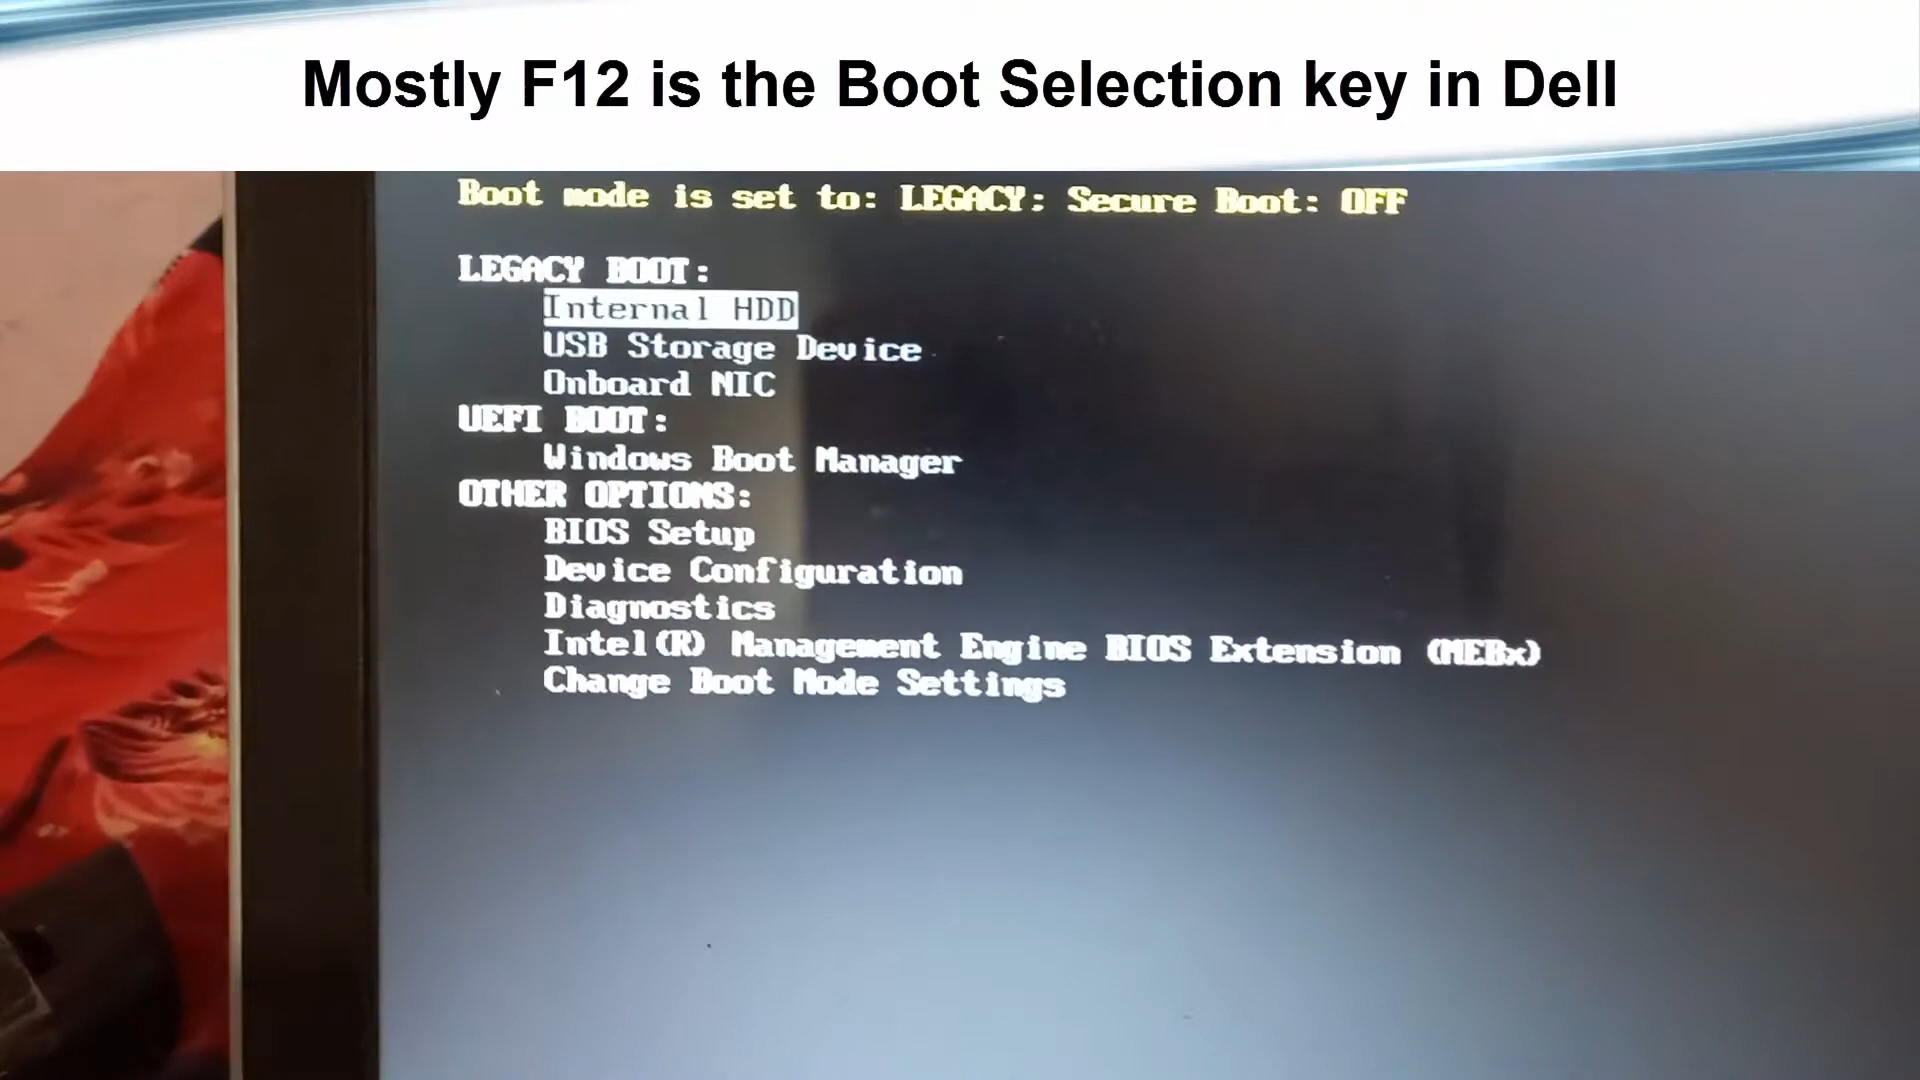 Mostly F12 is the Boot Selection key in Dell
Boot mode is set to: LEGACY: Secure Boot: OFF
LEGACY BOOT:
Internal HDD
USB Storage Device
Onboard NIC
UEFI BOOT:
Windows Boot Manager
OTHER OPTIONS:
BIOS Setup
Device Configuration
Diagnostics
Intel(R) Management Engine BIOS Extension (MEBx)
Change Boot Mode Settings